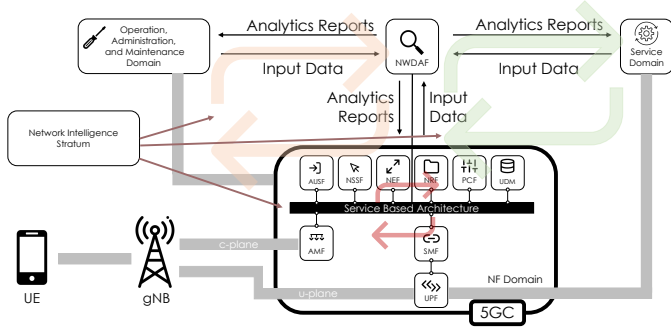 Operation,
Administration,
and Maintenance
Domain
Analytics Reports
Input Data
NWDAF
Analytics Reports
Input Data
Service
Domain
Analytics
Reports
Input
Data
Network Intelligence
Stratum
AUSF
NSSF
NEF
NRF
PCF
UDM
Service Based Architecture
c-plane
AMF
SMF
UE
gNB
u-plane
UPF
NF Domain
5GC